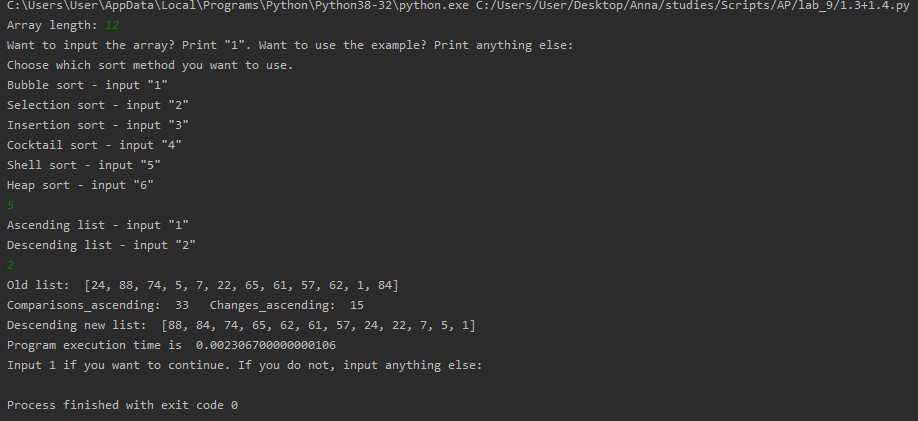 C:\Users\User\AppData\Local\Programs\Python\Python38-32\python.exe C:/Users/User/Desktop/Anna/studies/Scripts/AP/lab_9/1.3+1.4.py
Array length: 12
Want to input the array? Print "1". Want to use the example? Print anything else:
Choose which sort method you want to use.
Bubble sort - input "1"
Selection sort - input "2"
Insertion sort - input "3"
Cocktail sort - input "4"
Shell sort - input "5"
Heap sort - input "6"
5
Ascending list - input "1"
Descending list - input "2"
2
Old list:  [24, 88, 74, 5, 7, 22, 65, 61, 57, 62, 1, 84]
Comparisons_ascending:  33   Changes_ascending:  15
Descending new list:  [88, 84, 74, 65, 62, 61, 57, 24, 22, 7, 5, 1]
Program execution time is  0.002306700000000106
Input 1 if you want to continue. If you do not, input anything else:
Process finished with exit code 0